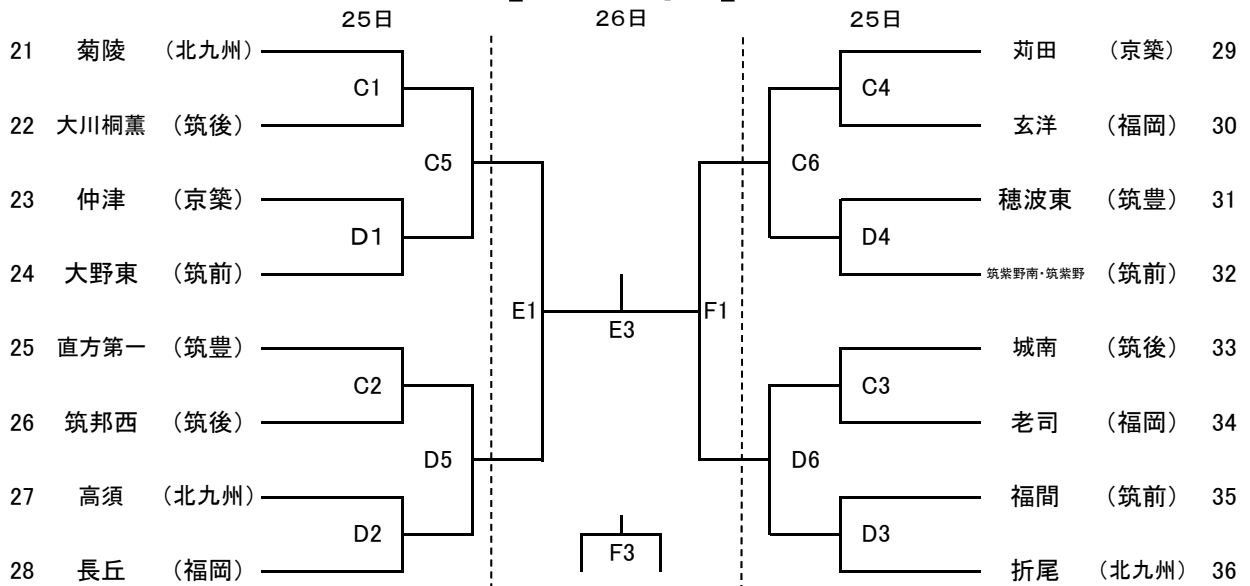 25日 26日 25日
21 菊陵 （北九州） 苅田 （京築） 29
C1 C4
22 大川桐薫 （筑後） 玄洋 （福岡） 30
C5 C6
23 仲津 （京築） 穂波東 （筑豊） 31
D1 D4
24 大野東 （筑前） 筑紫野南・筑紫野 （筑前） 32
E1 E3 F1
25 直方第一 （筑豊） 城南 （筑後） 33
C2 C3
26 筑邦西 （筑後） 老司 （福岡） 34
D5 D6
27 高須 （北九州） 福間 （筑前） 35
D2 F3 D3
28 長丘 （福岡） 折尾 （北九州） 36